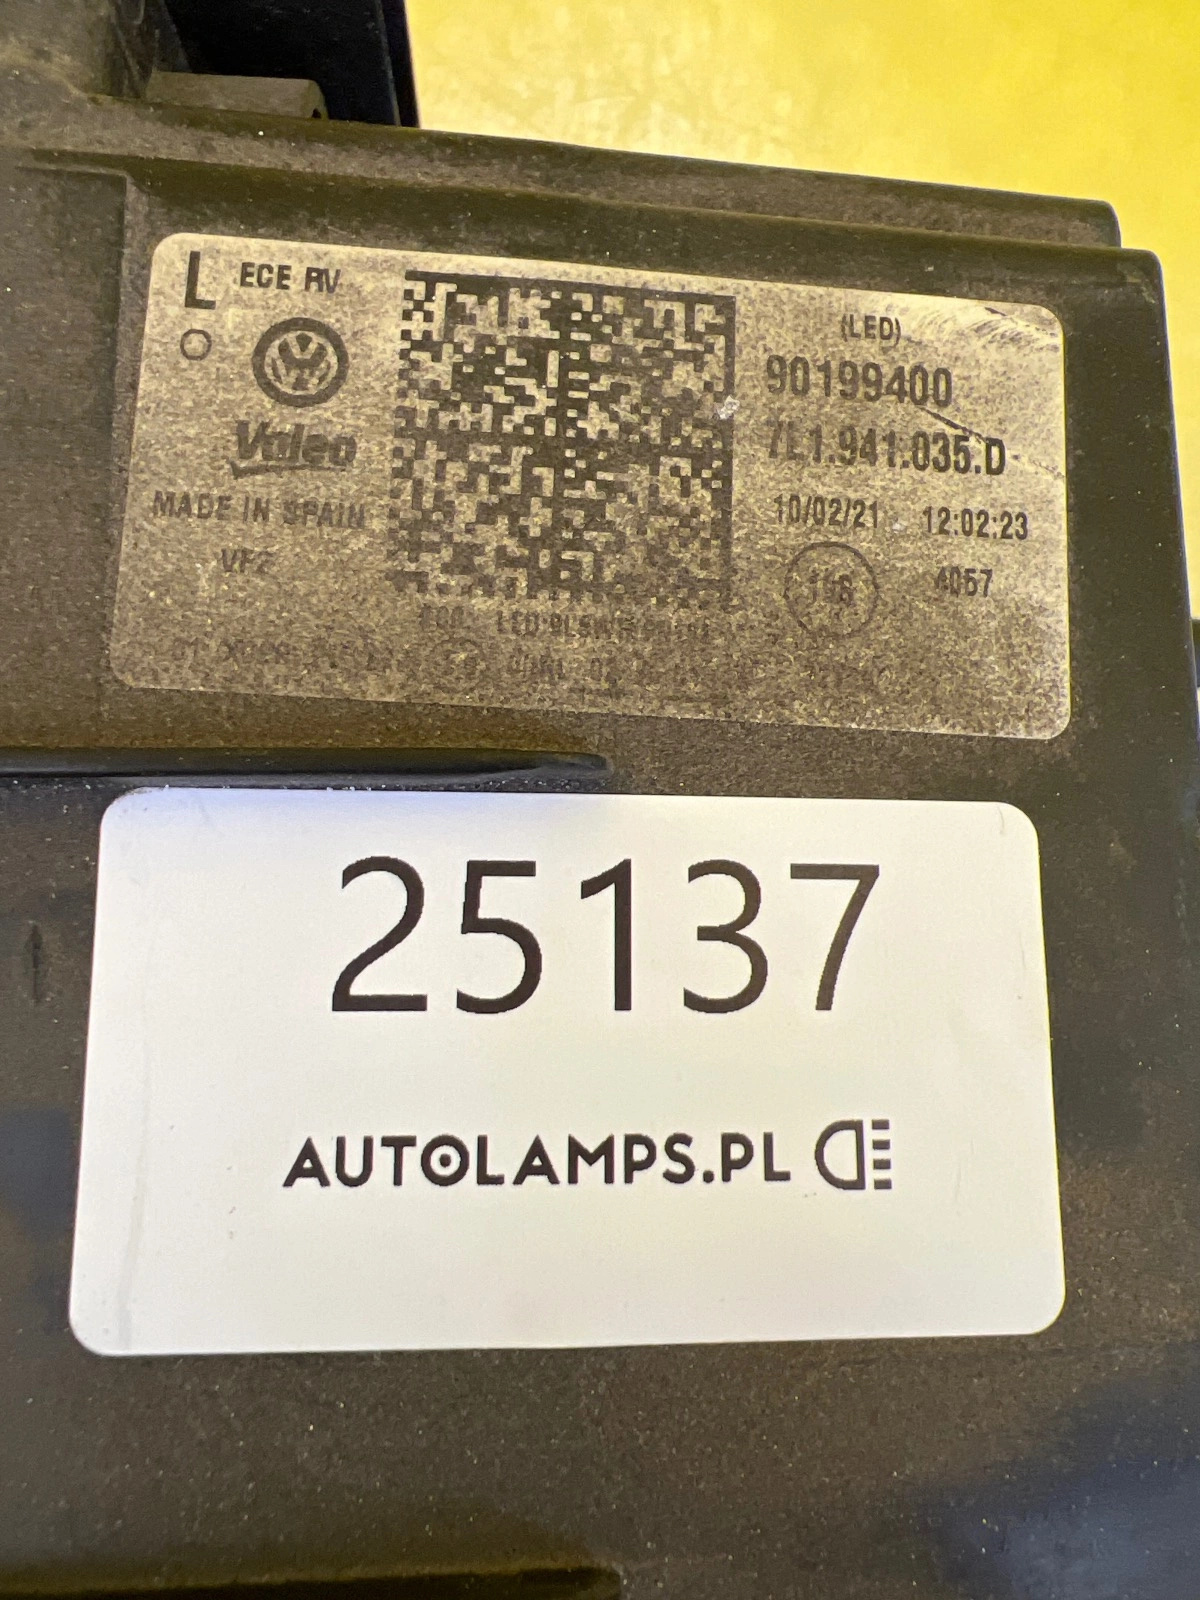 L ECE RV
(LED)
90199400
Valeo
7L1.941.035.D
MADE IN SPAIN
10/02/21 12:02:23
4057
25137
AUTOLAMPS.PL